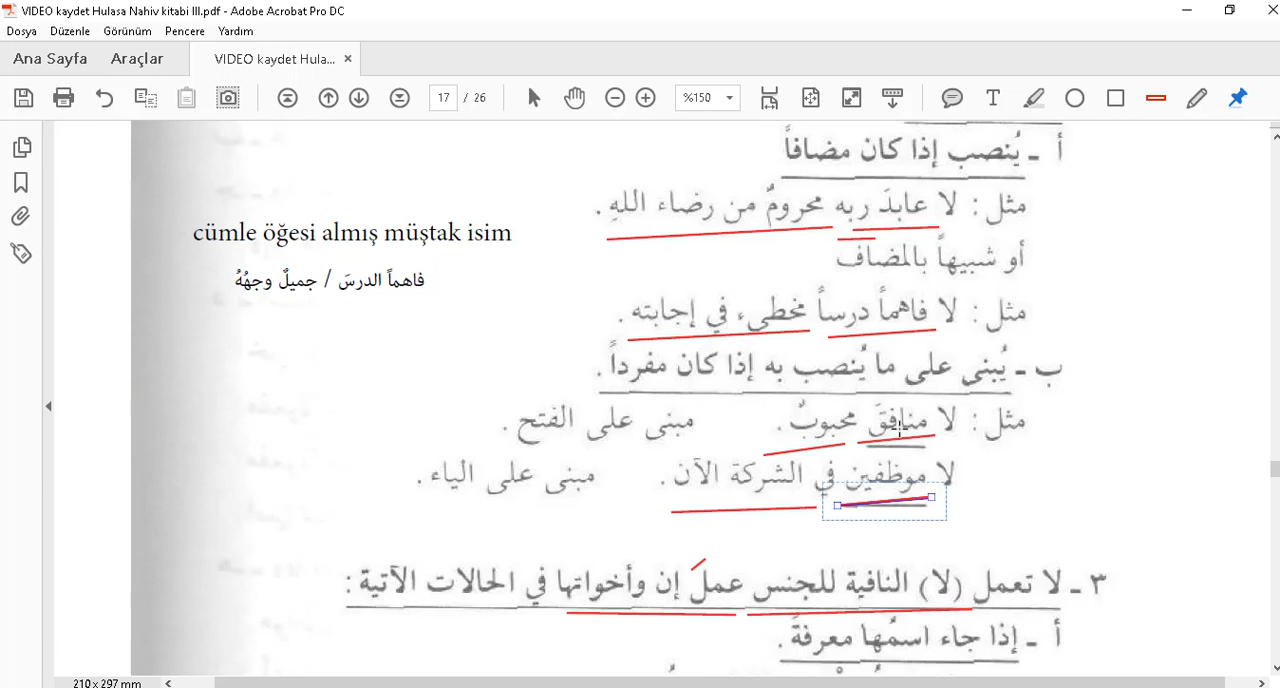 VIDEO kaydet Hulasa Nahiv kitabi III.pdf - Adobe Acrobat Pro DC
Dosya Düzenle Görünüm Pencere Yardım
Ana Sayfa Araçlar VIDEO kaydet Hula... ×
17 / 26 %150
أ ـ يُنصب إذا كان مضافاً
مثل : لا عابدَ ربه محرومٌ من رضاء اللهِ .
cümle öğesi almış müştak isim
أو شبيهاً بالمضاف
فاهماً الدرسَ / جميلٌ وجهُهُ
مثل : لا فاهماً درساً مخطىء في إجابته .
ب ـ يُبنى على ما يُنصب به إذا كان مفرداً .
مثل : لا منافقَ محبوبٌ . مبنى على الفتح .
لا موظفين في الشركة الآن . مبنى على الياء .
٣ ـ لا تعمل (لا) النافية للجنس عملَ إن وأخواتها في الحالات الآتية :
أ ـ إذا جاء اسمُها معرفةً .
210 x 297 mm